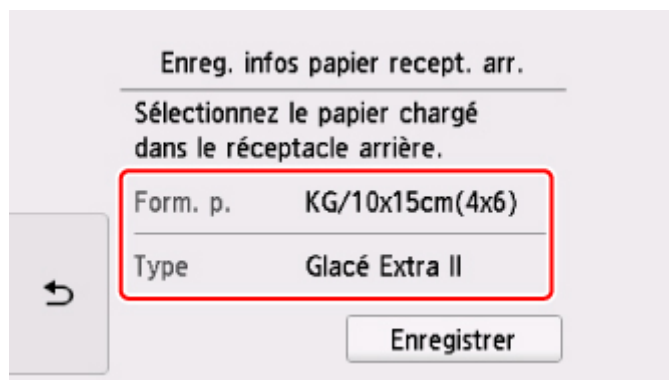 Enreg. infos papier recept. arr.
Sélectionnez le papier chargé
dans le réceptacle arrière.
Form. p. KG/10x15cm(4x6)
Type Glacé Extra II
Enregistrer